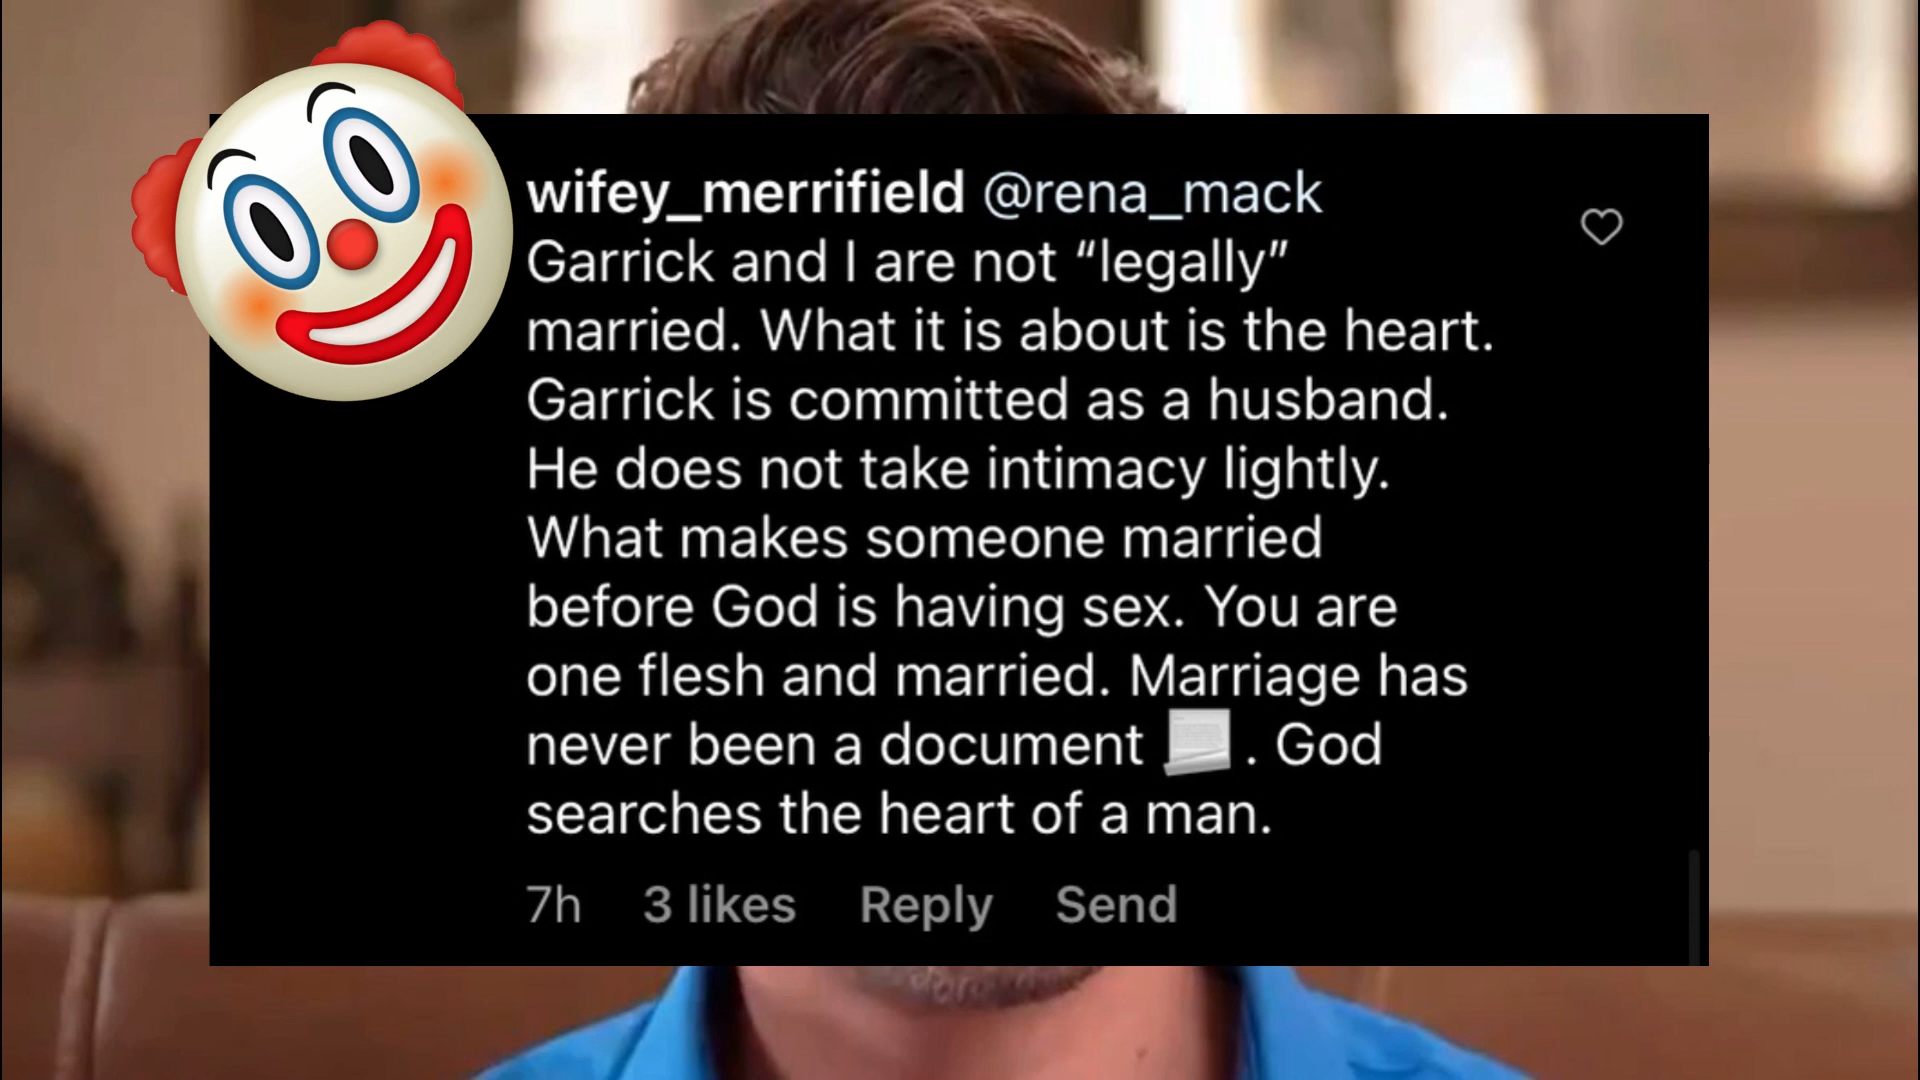 wifey_merrifield @rena_mack
Garrick and I are not “legally”
married. What it is about is the heart.
Garrick is committed as a husband.
He does not take intimacy lightly.
What makes someone married
before God is having sex. You are
one flesh and married. Marriage has
never been a document 📃 . God
searches the heart of a man.
7h 3 likes Reply Send